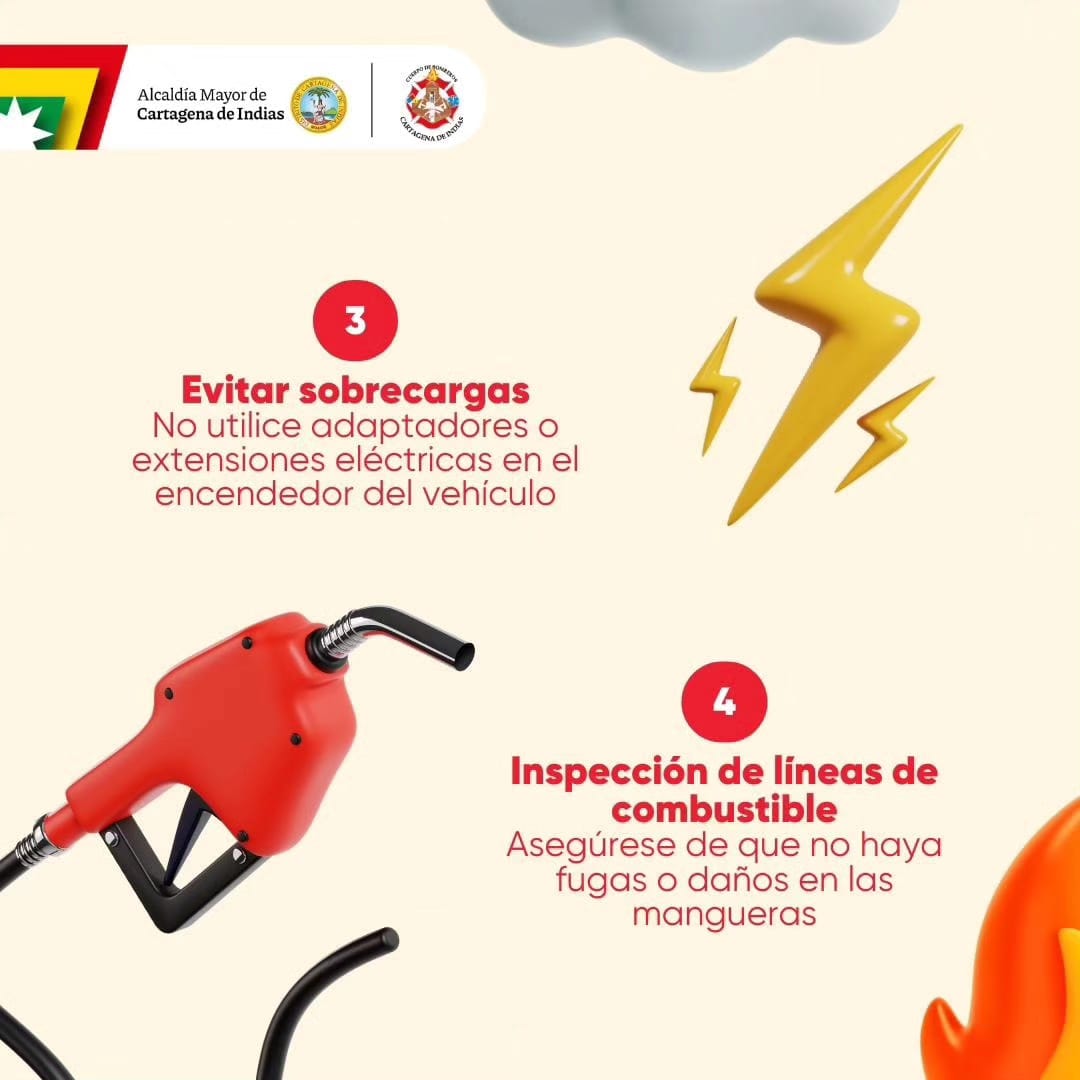 Alcaldía Mayor de
Cartagena de Indias
CUERPO DE BOMBEROS
CARTAGENA DE INDIAS
3
Evitar sobrecargas
No utilice adaptadores o
extensiones eléctricas en el
encendedor del vehículo
4
Inspección de líneas de
combustible
Asegúrese de que no haya
fugas o daños en las
mangueras